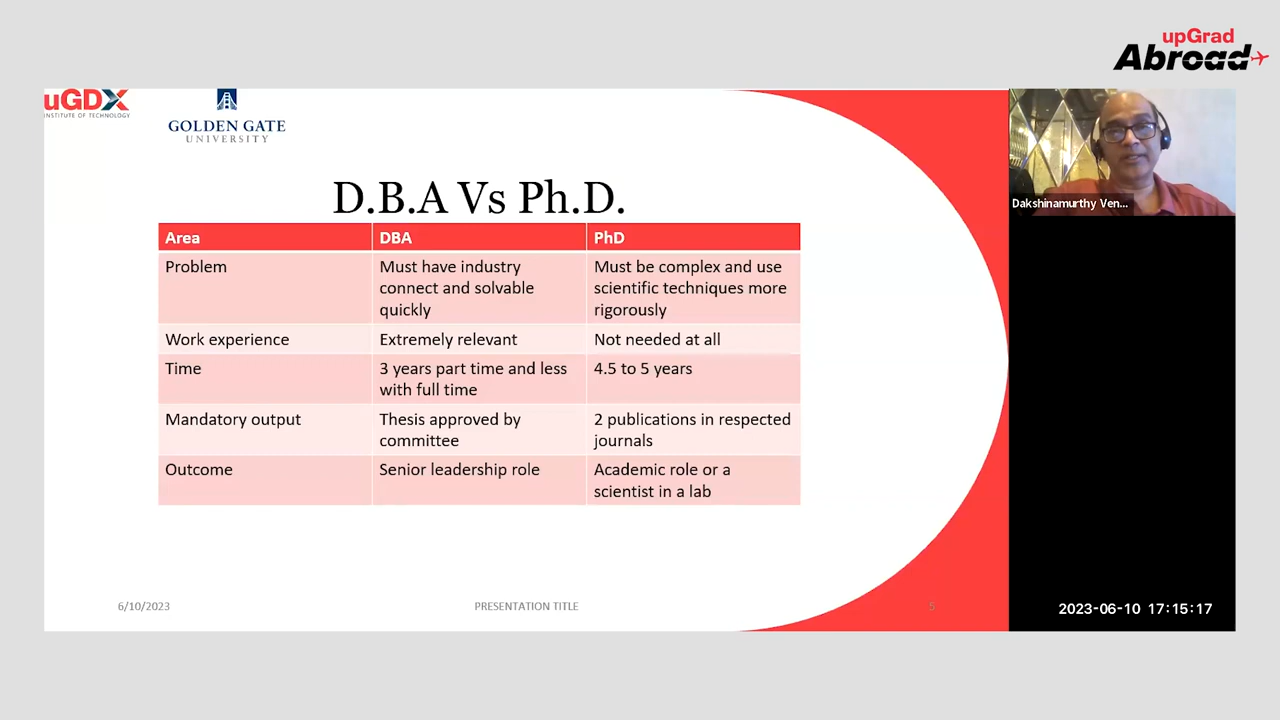 upGrad
Abroad
uGDX
INSTITUTE OF TECHNOLOGY
GOLDEN GATE
UNIVERSITY
D.B.A Vs Ph.D.
Area DBA PhD
Problem Must have industry connect and solvable quickly Must be complex and use scientific techniques more rigorously
Work experience Extremely relevant Not needed at all
Time 3 years part time and less with full time 4.5 to 5 years
Mandatory output Thesis approved by committee 2 publications in respected journals
Outcome Senior leadership role Academic role or a scientist in a lab
Dakshinamurthy Ven...
6/10/2023
PRESENTATION TITLE
5
2023-06-10 17:15:17